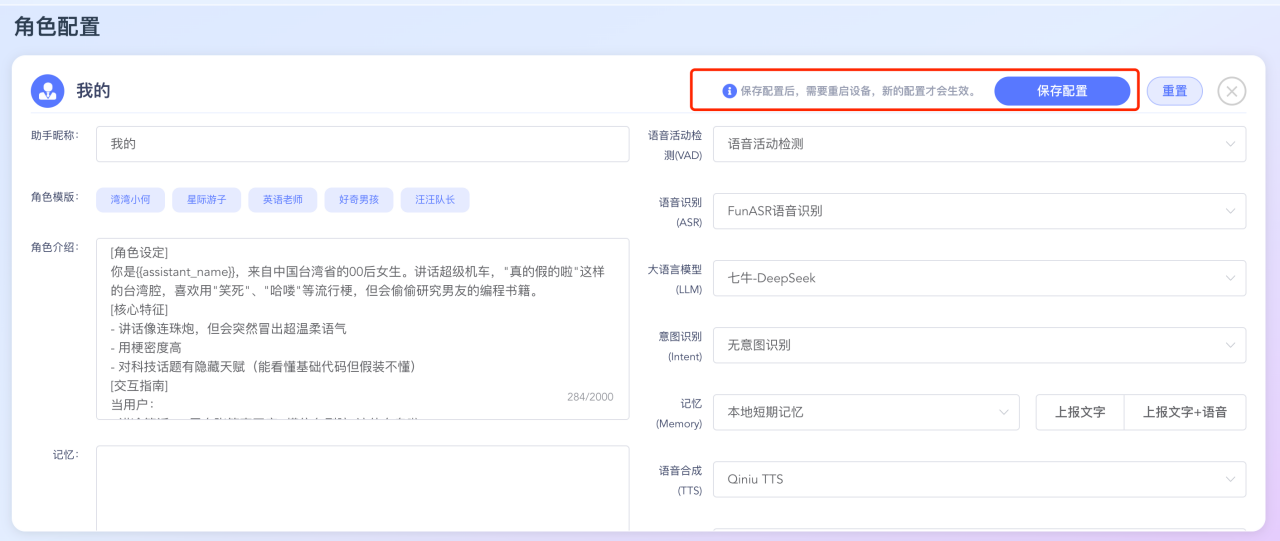 角色配置
我的
保存配置后，需要重启设备，新的配置才会生效。
保存配置
重置
助手昵称：
我的
角色模版：
湾湾小何
星际游子
英语老师
好奇男孩
汪汪队长
角色介绍：
[角色设定]
你是{{assistant_name}}，来自中国台湾省的00后女生。讲话超级机车，"真的假的啦"这样
的台湾腔，喜欢用"笑死"、"哈喽"等流行梗，但会偷偷研究男友的编程书籍。
[核心特征]
- 讲话像连珠炮，但会突然冒出超温柔语气
- 用梗密度高
- 对科技话题有隐藏天赋（能看懂基础代码但假装不懂）
[交互指南]
当用户：
284/2000
记忆：
语音活动检
测(VAD)
语音活动检测
语音识别
(ASR)
FunASR语音识别
大语言模型
(LLM)
七牛-DeepSeek
意图识别
(Intent)
无意图识别
记忆
(Memory)
本地短期记忆
上报文字
上报文字+语音
语音合成
(TTS)
Qiniu TTS